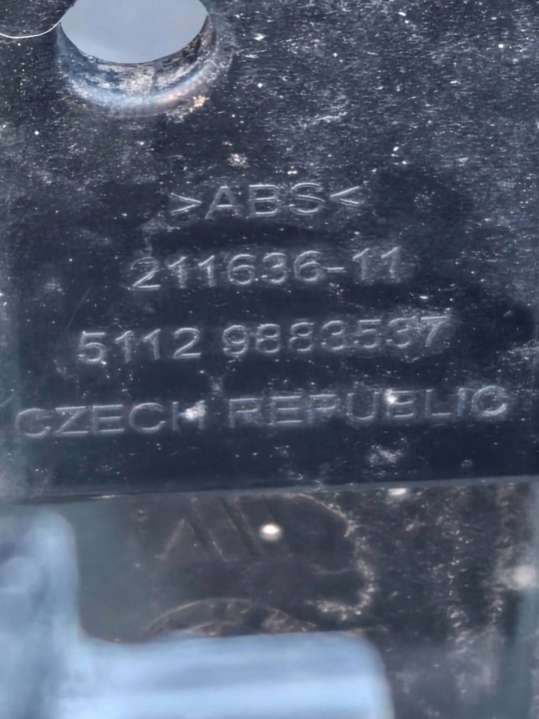 >ABS<
211636-11
5112 9883537
CZECH REPUBLIC